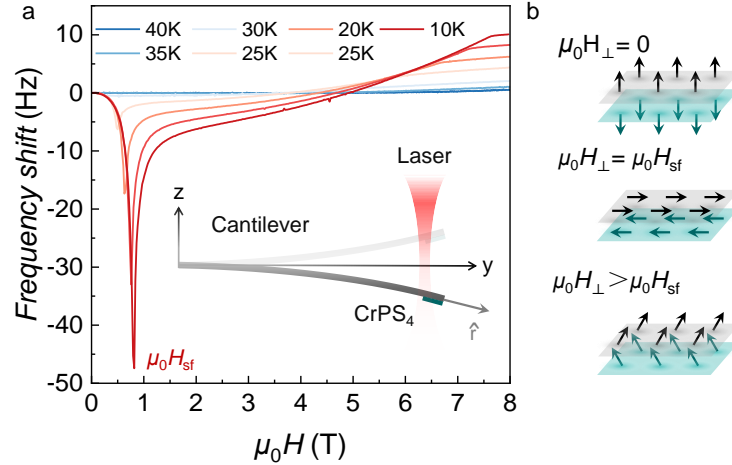 a
b
40K 30K 20K 10K
35K 25K 25K
Frequency shift (Hz)
10
0
-10
-20
-30
-40
-50
0 1 2 3 4 5 6 7 8
μ₀H (T)
μ₀Hsf
z
Cantilever
Laser
y
CrPS₄
r̂
μ₀H⊥ = 0
μ₀H⊥ = μ₀Hsf
μ₀H⊥ > μ₀Hsf